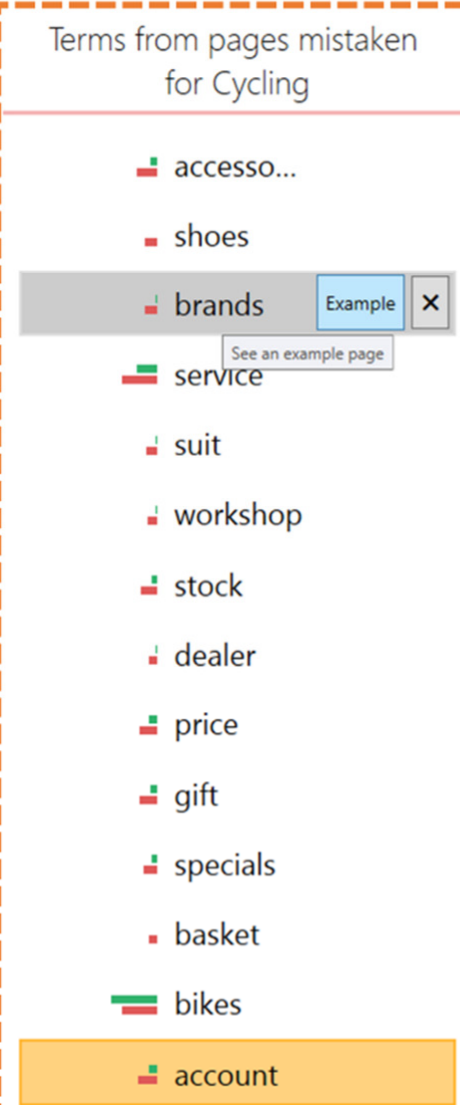 Terms from pages mistaken
for Cycling
accesso...
shoes
brands Example ×
See an example page
service
suit
workshop
stock
dealer
price
gift
specials
basket
bikes
account